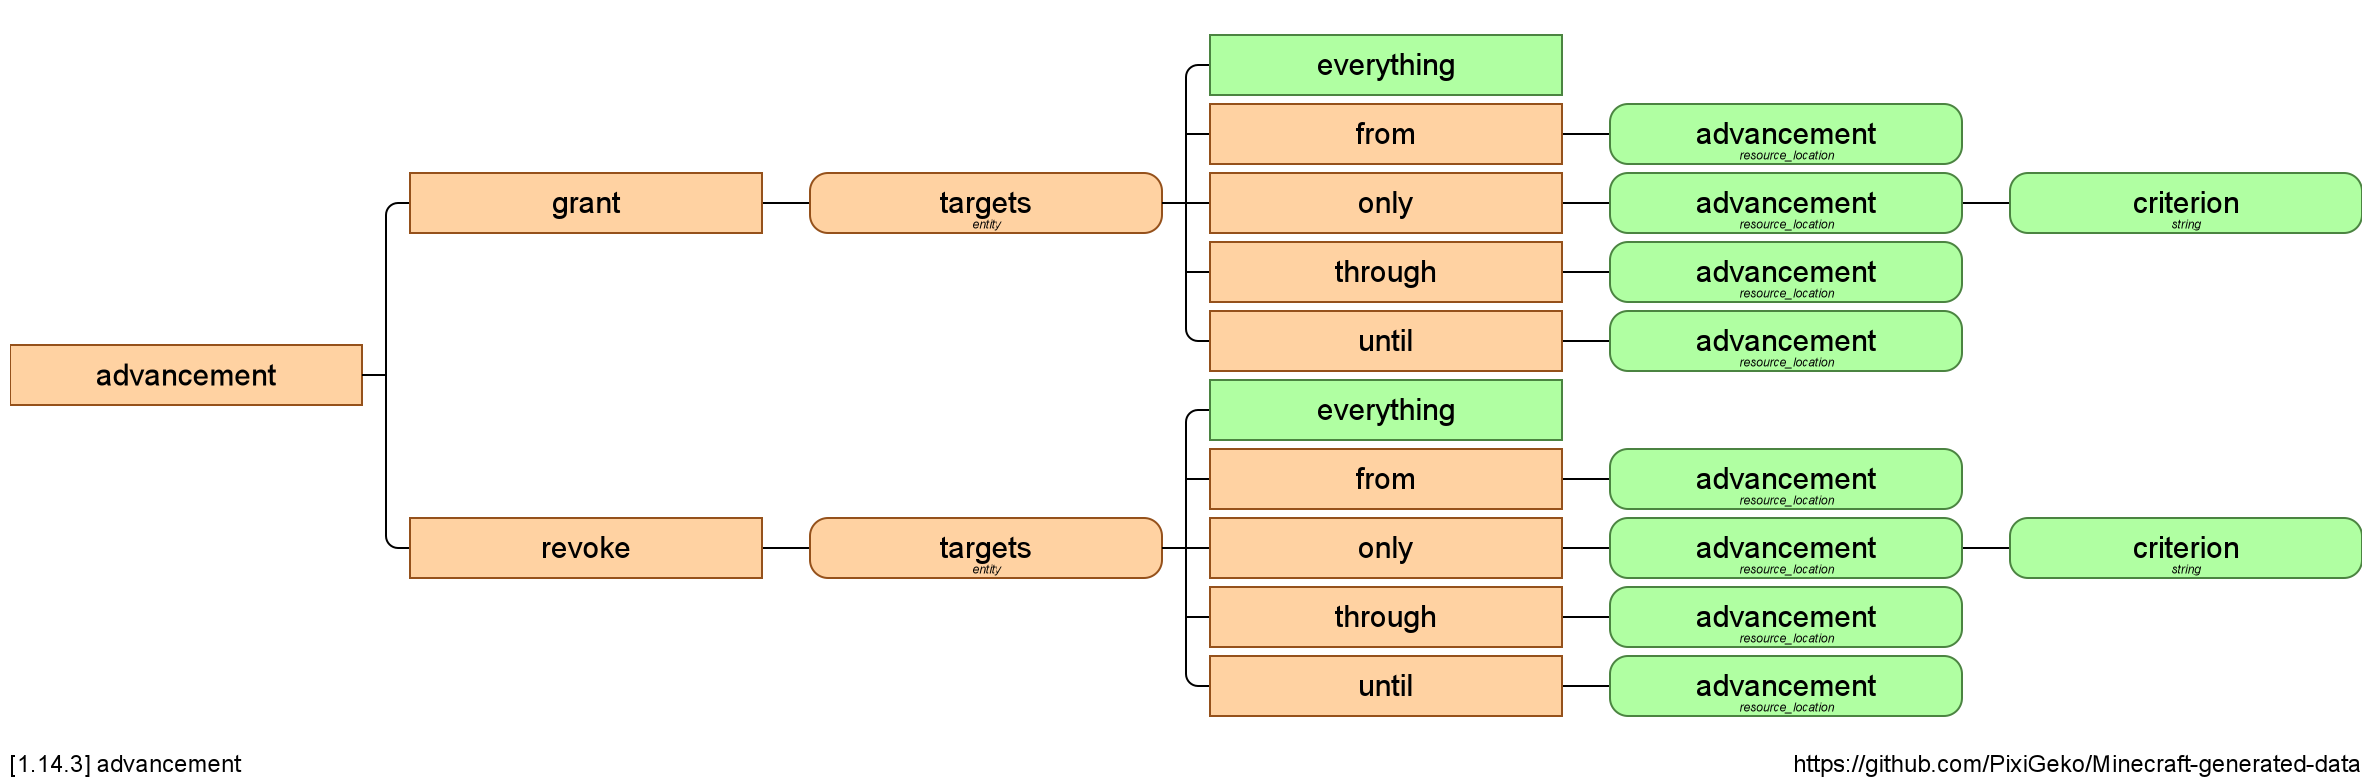 everything
from
advancement
resource_location
grant
targets
entity
only
advancement
resource_location
criterion
string
through
advancement
resource_location
until
advancement
resource_location
advancement
everything
from
advancement
resource_location
revoke
targets
entity
only
advancement
resource_location
criterion
string
through
advancement
resource_location
until
advancement
resource_location
[1.14.3] advancement
https://github.com/PixiGeko/Minecraft-generated-data